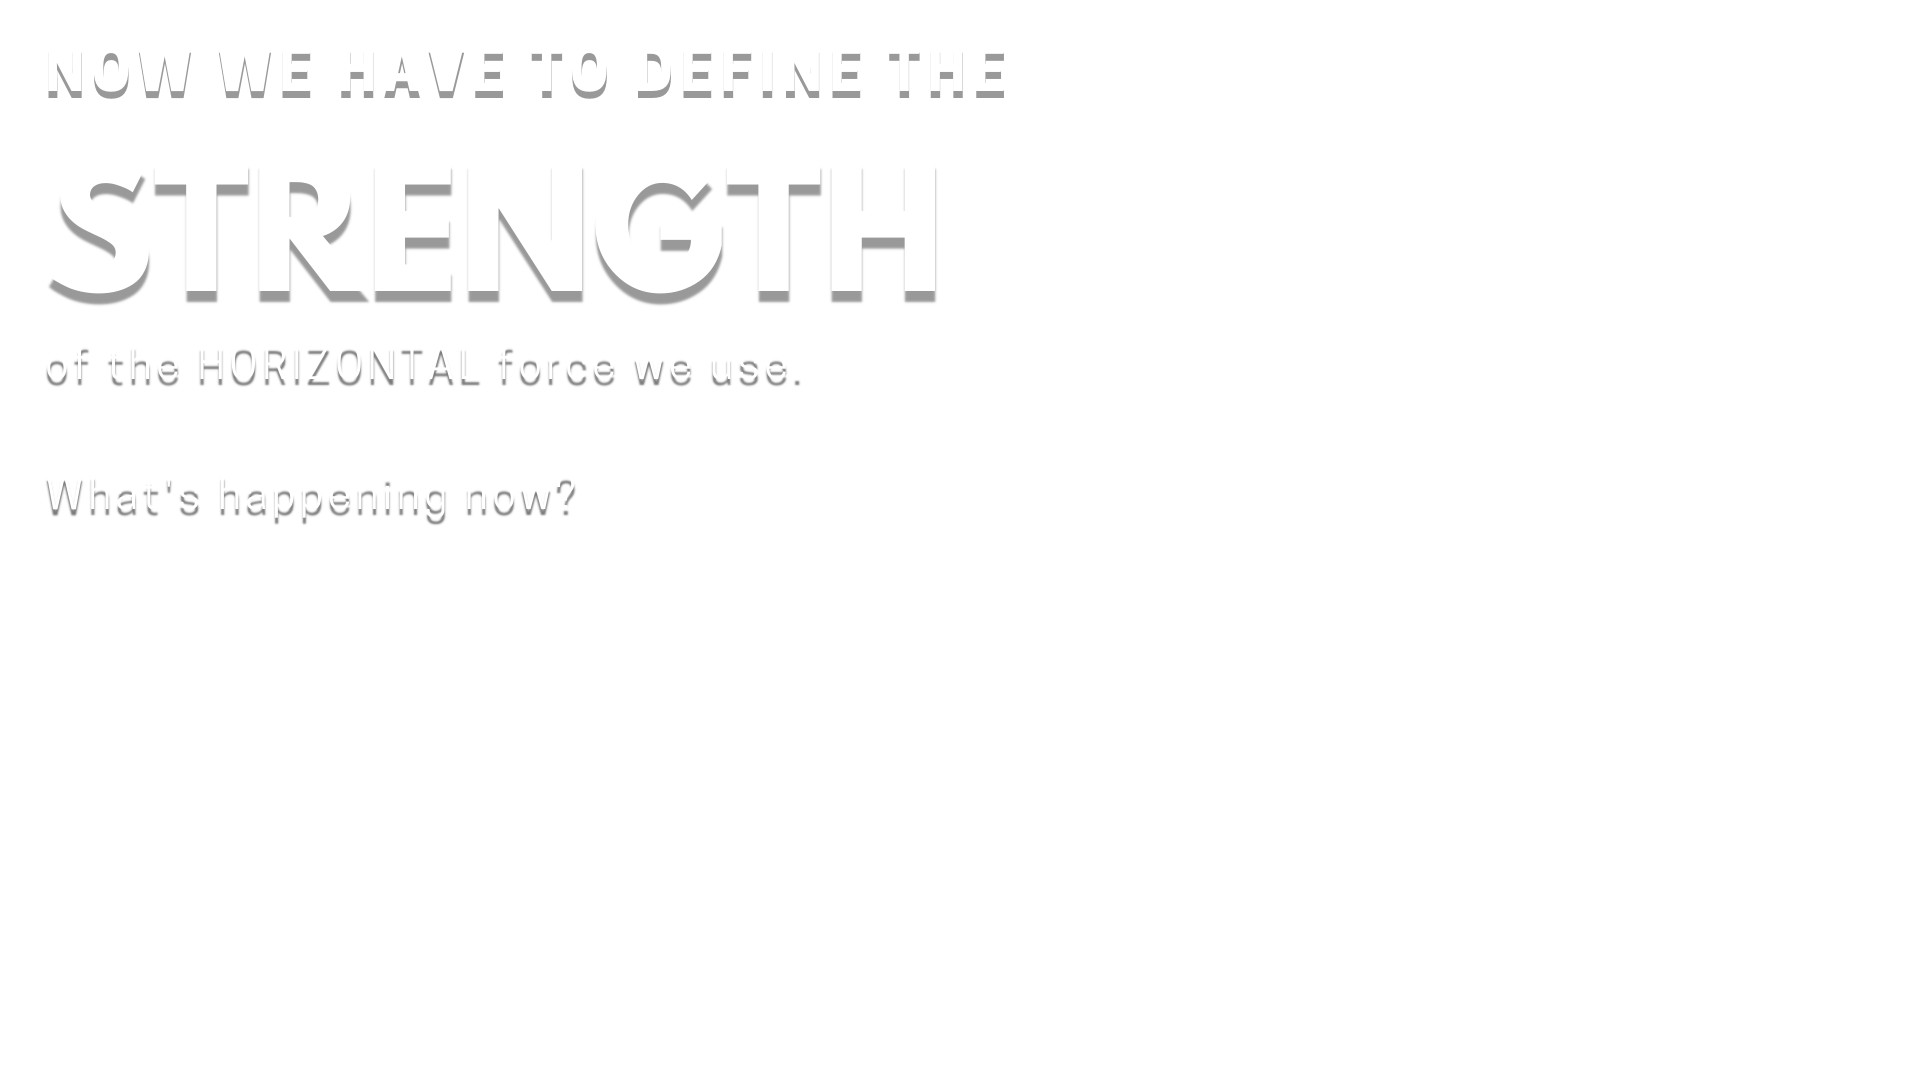 NOW WE HAVE TO DEFINE THE
STRENGTH
of the HORIZONTAL force we use.
What's happening now?